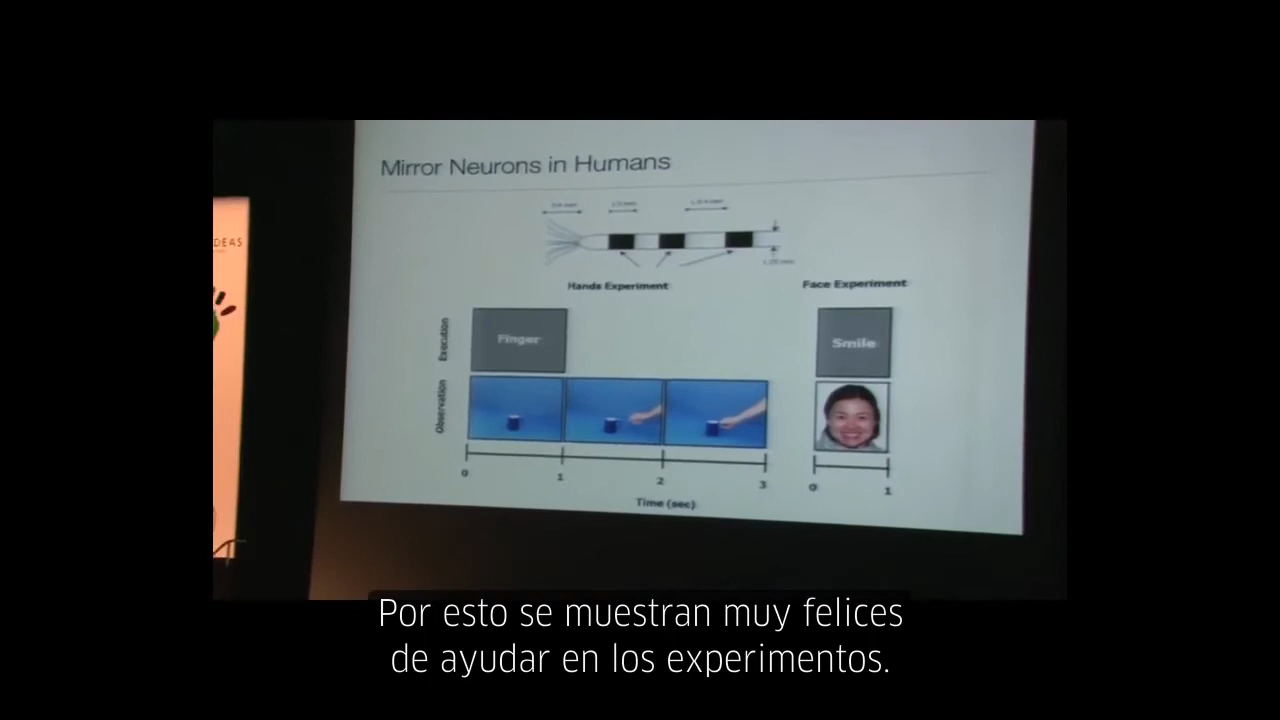 Mirror Neurons in Humans
DEAS
Hands Experiment
Face Experiment
Execution
Finger
Smile
Observation
0
1
2
3
0
1
Time (sec)
Por esto se muestran muy felices
de ayudar en los experimentos.